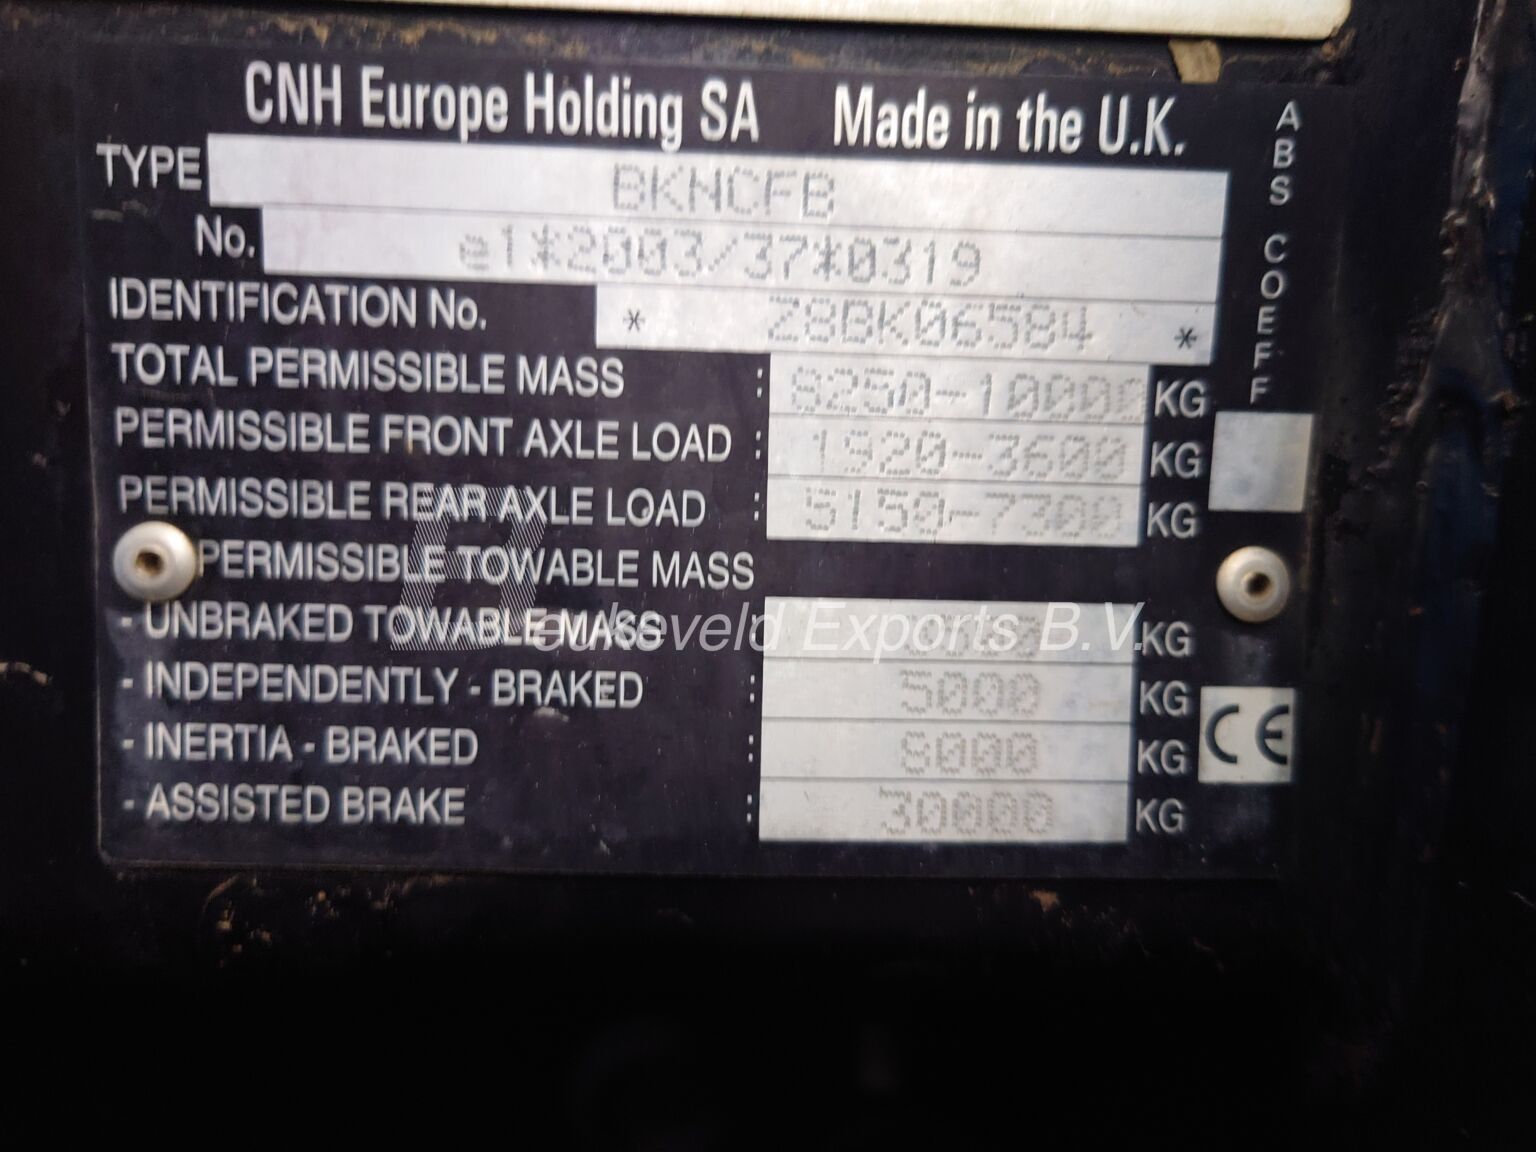 CNH Europe Holding SA Made in the U.K.
TYPE BKNCFB
No. e1*2003/37*0319
IDENTIFICATION No. * Z8BK06584 *
TOTAL PERMISSIBLE MASS : 8250-10000 KG
PERMISSIBLE FRONT AXLE LOAD : 1920-3600 KG
PERMISSIBLE REAR AXLE LOAD : 5150-7300 KG
PERMISSIBLE TOWABLE MASS
- UNBRAKED TOWABLE MASS : KG
- INDEPENDENTLY - BRAKED : 5000 KG
- INERTIA - BRAKED : 8000 KG
- ASSISTED BRAKE : 30000 KG
ABS COEFF
CE
Beukeveld Exports B.V.